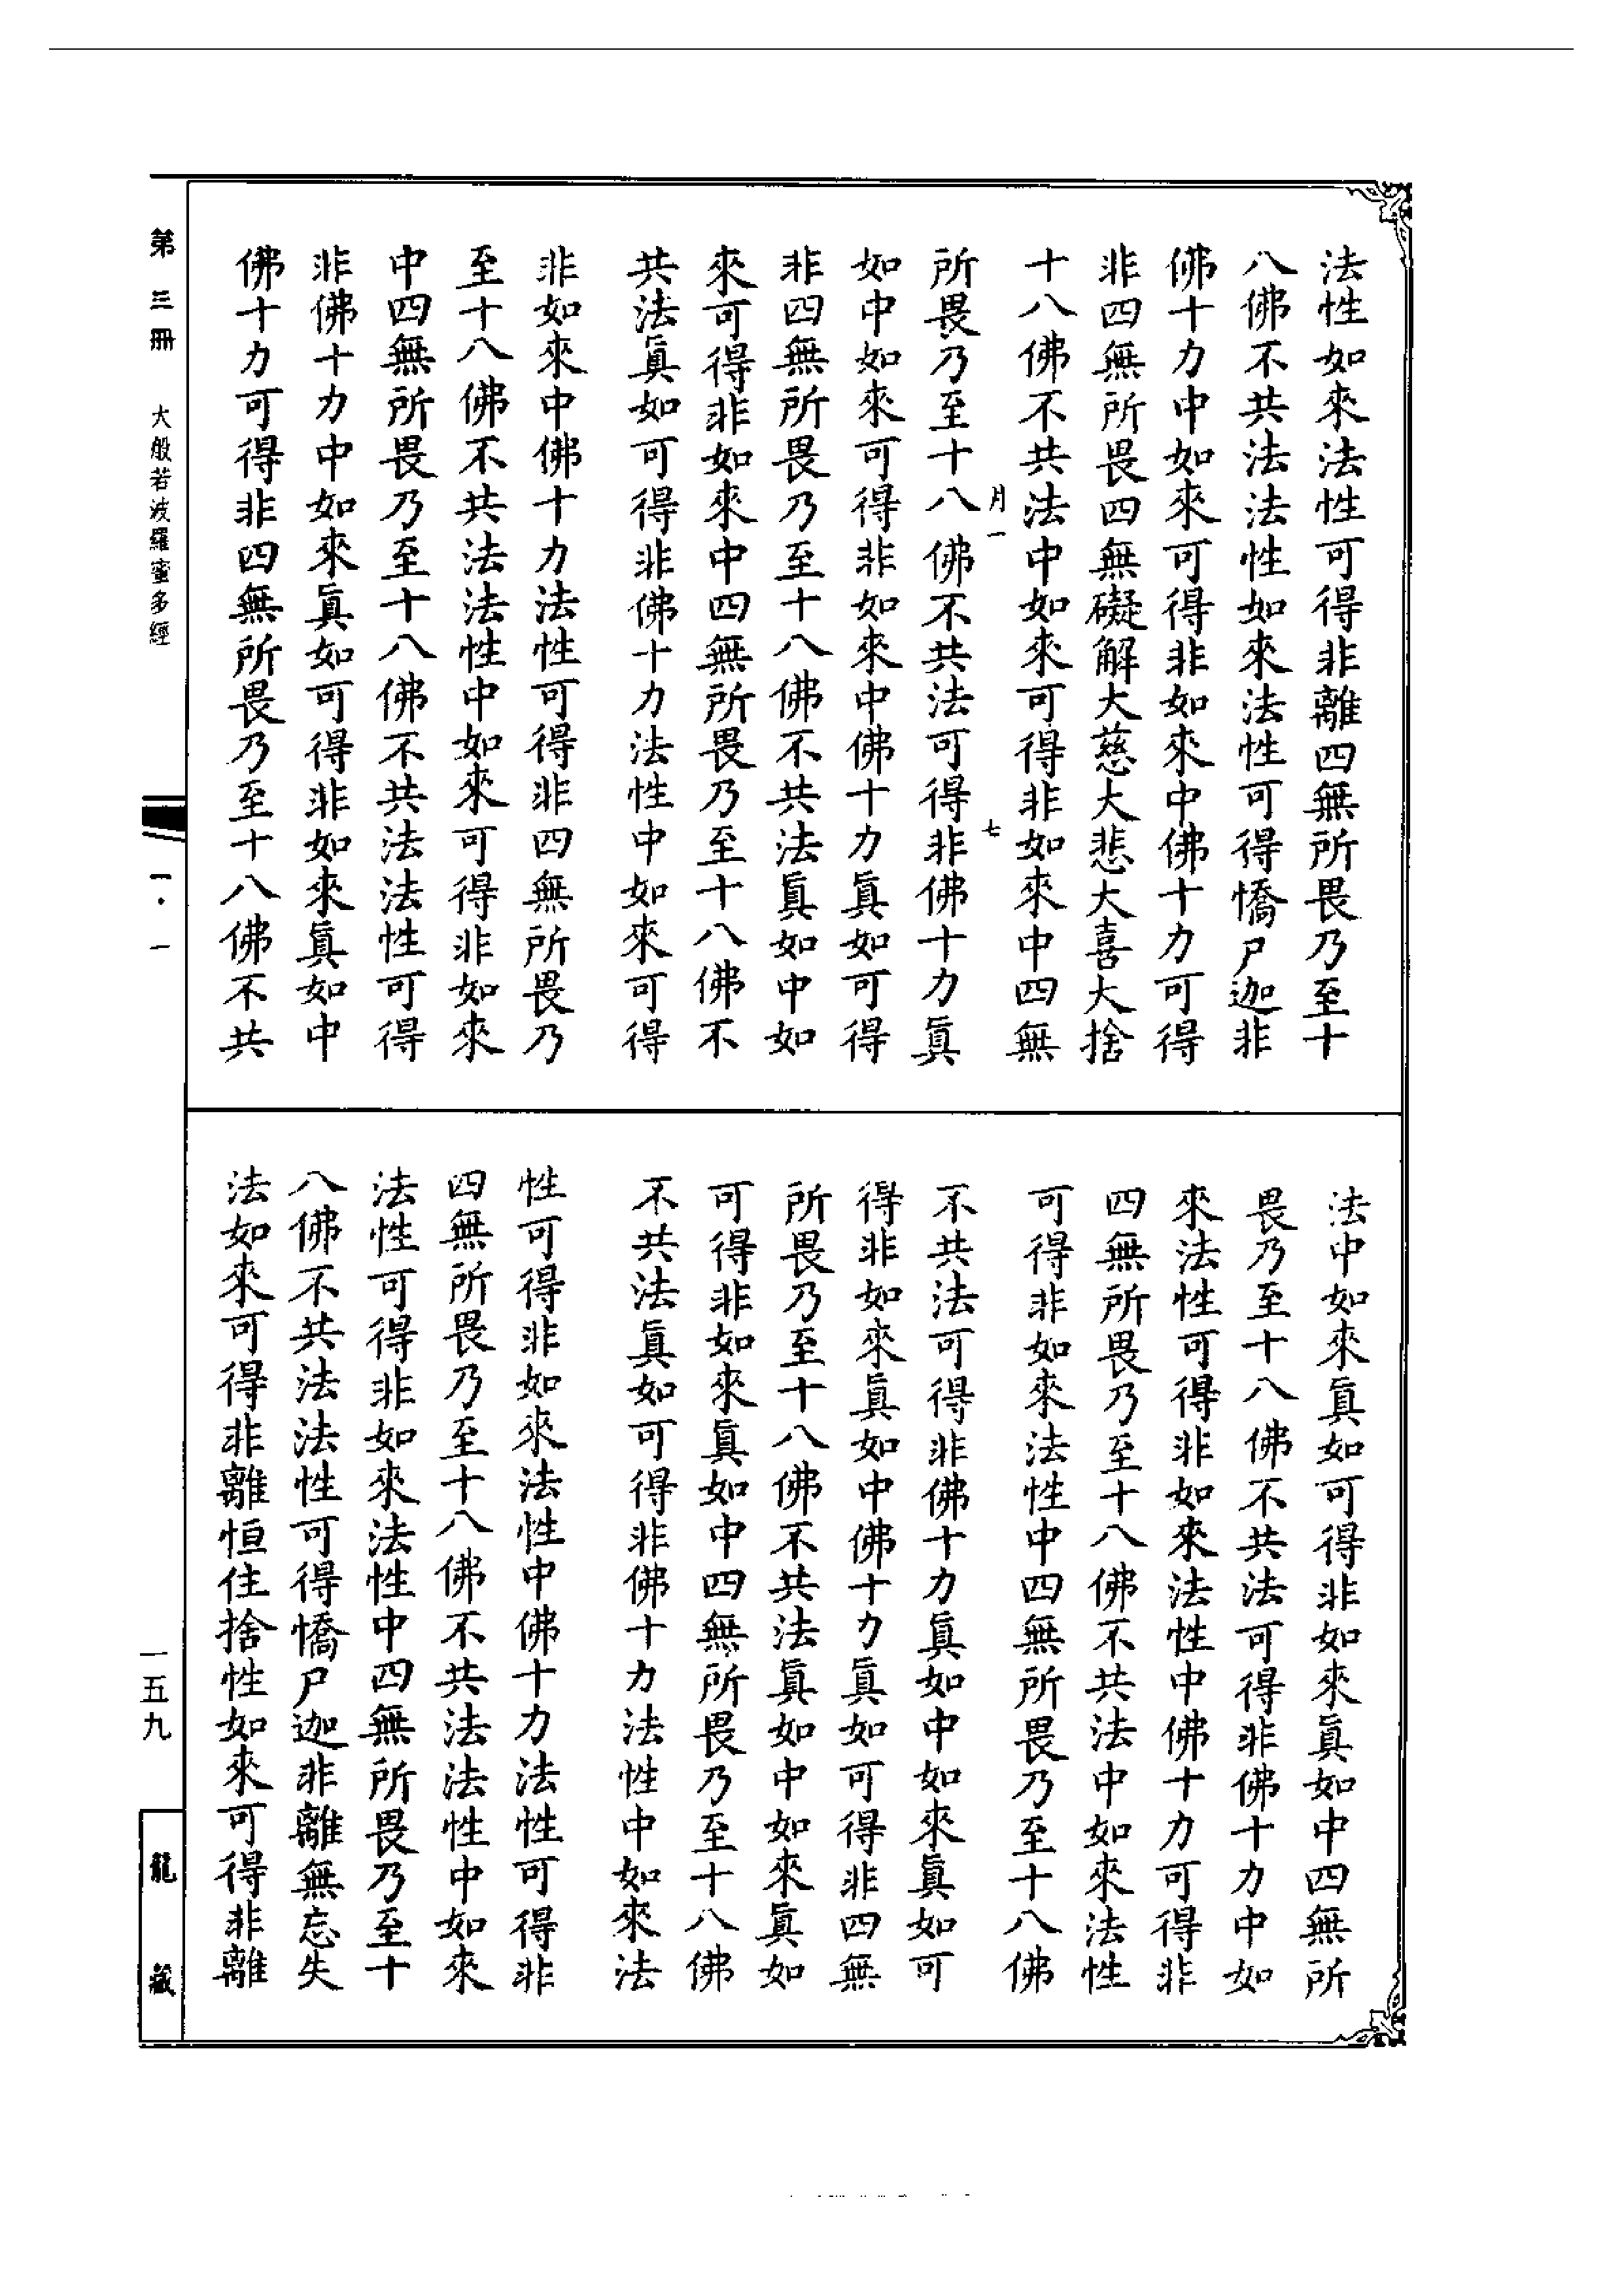 法性如來法性可得非離四無所畏乃至十
八佛不共法法性如來法性可得憍尸迦非
佛十力中如來可得非如來中佛十力可得
非四無所畏四無礙解大慈大悲大喜大捨
十八佛不共法中如來可得非如來中四無
月一 七
所畏乃至十八佛不共法可得非佛十力眞
如中如來可得非如來中佛十力眞如可得
非四無所畏乃至十八佛不共法眞如中如
來可得非如來中四無所畏乃至十八佛不
共法眞如可得非佛十力法性中如來可得
非如來中佛十力法性可得非四無所畏乃
至十八佛不共法法性中如來可得非如來
中四無所畏乃至十八佛不共法法性可得
非佛十力中如來眞如可得非如來眞如中
佛十力可得非四無所畏乃至十八佛不共
法中如來眞如可得非如來眞如中四無所
畏乃至十八佛不共法可得非佛十力中如
來法性可得非如來法性中佛十力可得非
四無所畏乃至十八佛不共法中如來法性
可得非如來法性中四無所畏乃至十八佛
不共法可得非佛十力眞如中如來眞如可
得非如來眞如中佛十力眞如可得非四無
所畏乃至十八佛不共法眞如中如來眞如
可得非如來眞如中四無所畏乃至十八佛
不共法眞如可得非佛十力法性中如來法
性可得非如來法性中佛十力法性可得非
四無所畏乃至十八佛不共法法性中如來
法性可得非如來法性中四無所畏乃至十
八佛不共法法性可得憍尸迦非離無忘失
法如來可得非離恒住捨性如來可得非離
第三冊 大般若波羅蜜多經
一·一
一五九
龍藏